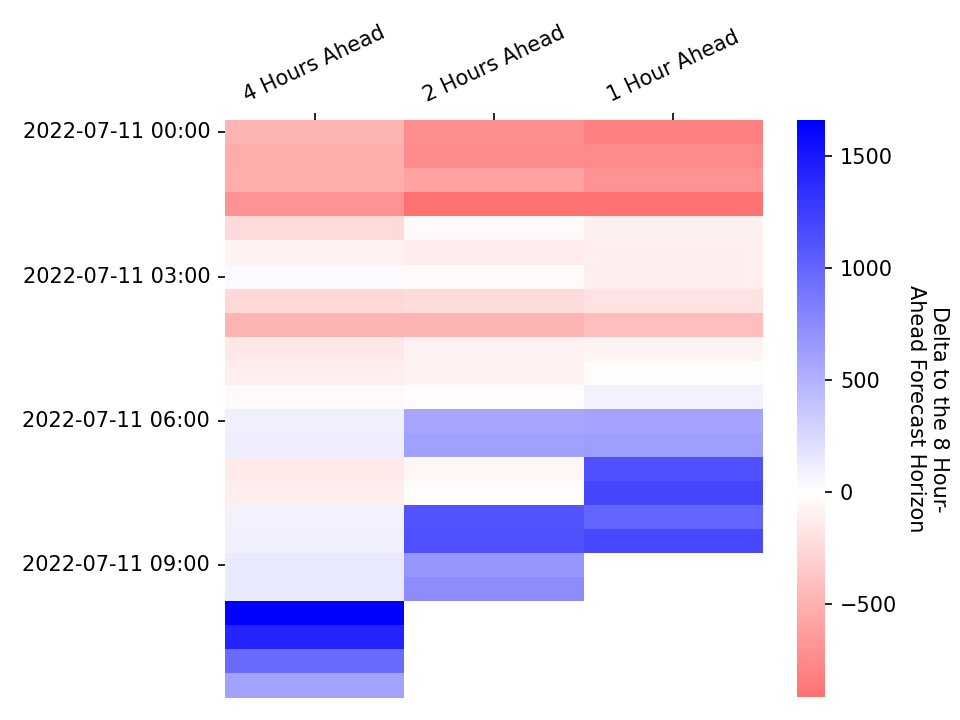 4 Hours Ahead
2 Hours Ahead
1 Hour Ahead
2022-07-11 00:00
2022-07-11 03:00
2022-07-11 06:00
2022-07-11 09:00
1500
1000
500
0
−500
Delta to the 8 Hour-
Ahead Forecast Horizon